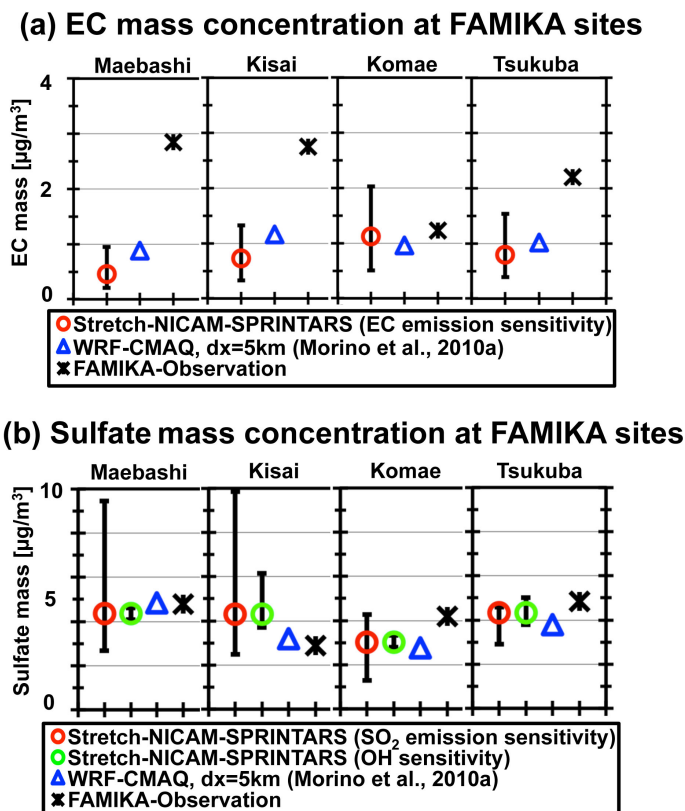 (a) EC mass concentration at FAMIKA sites
Maebashi Kisai Komae Tsukuba
EC mass [µg/m³]
4
2
0
Stretch-NICAM-SPRINTARS (EC emission sensitivity)
WRF-CMAQ, dx=5km (Morino et al., 2010a)
FAMIKA-Observation
(b) Sulfate mass concentration at FAMIKA sites
Maebashi Kisai Komae Tsukuba
Sulfate mass [µg/m³]
10
5
0
Stretch-NICAM-SPRINTARS (SO₂ emission sensitivity)
Stretch-NICAM-SPRINTARS (OH sensitivity)
WRF-CMAQ, dx=5km (Morino et al., 2010a)
FAMIKA-Observation